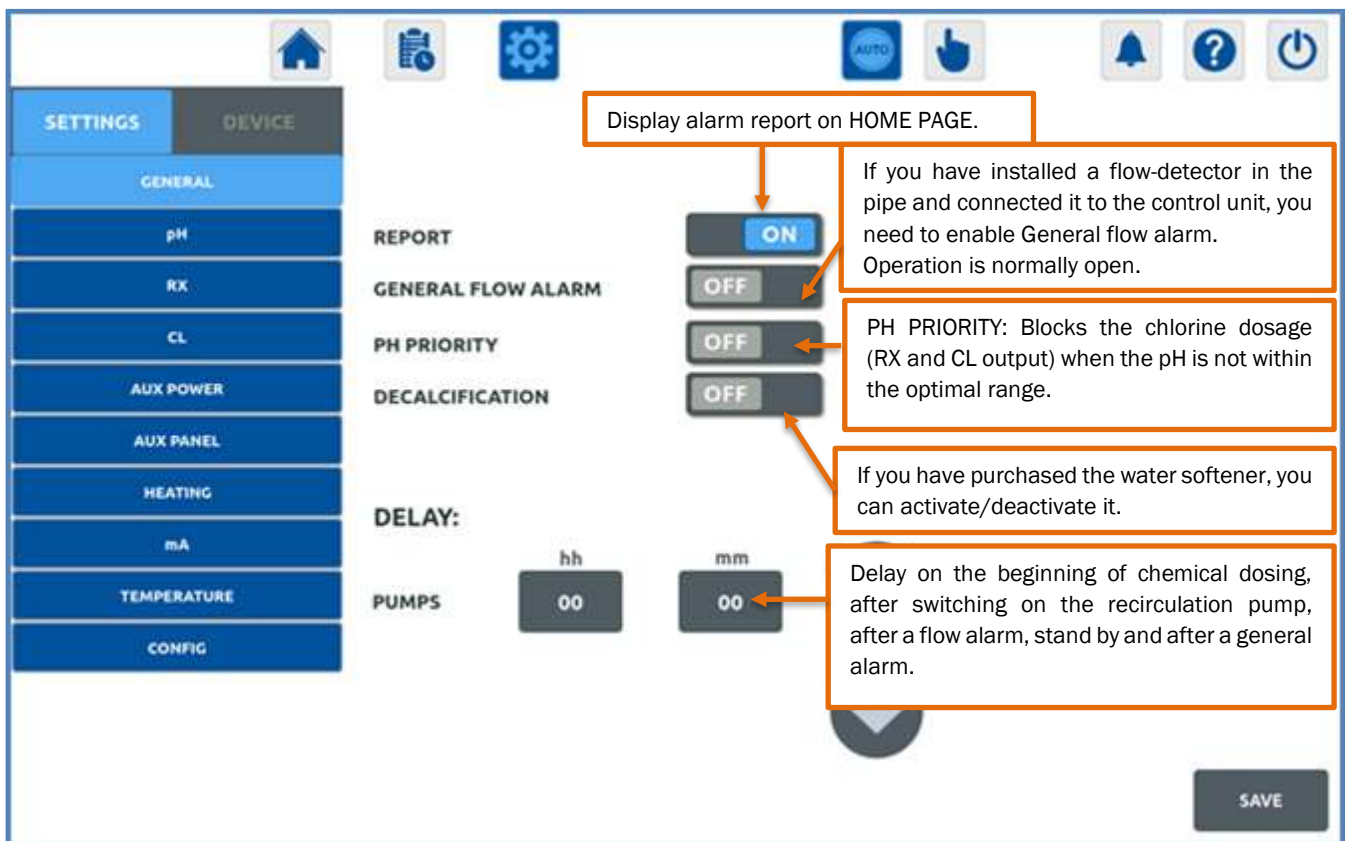 AUTO
?
SETTINGS
DEVICE
Display alarm report on HOME PAGE.
GENERAL
pH
RX
CL
AUX POWER
AUX PANEL
HEATING
mA
TEMPERATURE
CONFIG
REPORT
ON
If you have installed a flow-detector in the
pipe and connected it to the control unit, you
need to enable General flow alarm.
Operation is normally open.
GENERAL FLOW ALARM
OFF
PH PRIORITY
OFF
PH PRIORITY: Blocks the chlorine dosage
(RX and CL output) when the pH is not within
the optimal range.
DECALCIFICATION
OFF
If you have purchased the water softener, you
can activate/deactivate it.
DELAY:
hh
mm
PUMPS
00
00
Delay on the beginning of chemical dosing,
after switching on the recirculation pump,
after a flow alarm, stand by and after a general
alarm.
SAVE